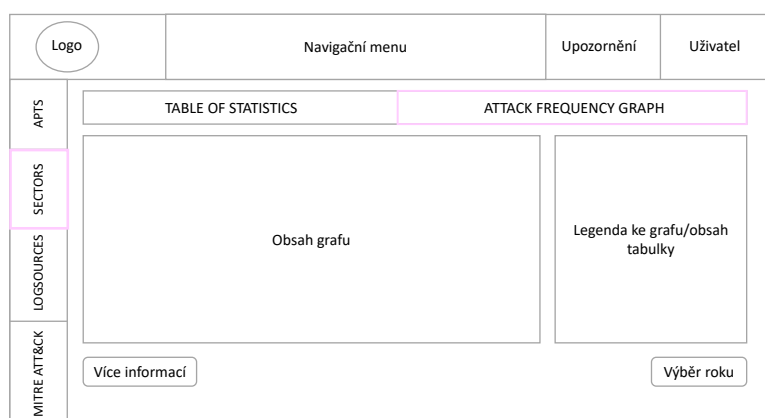 Logo
Navigační menu
Upozornění
Uživatel
APTS
SECTORS
LOGSOURCES
MITRE ATT&CK
TABLE OF STATISTICS
ATTACK FREQUENCY GRAPH
Obsah grafu
Legenda ke grafu/obsah
tabulky
Více informací
Výběr roku